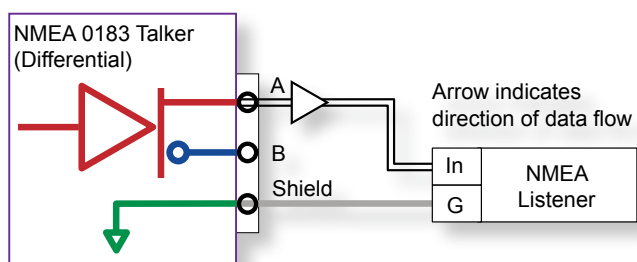 NMEA 0183 Talker
(Differential)
A
B
Shield
Arrow indicates
direction of data flow
In
G
NMEA
Listener